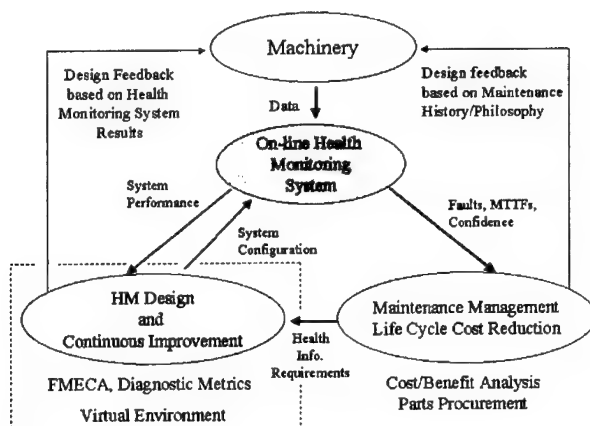 Machinery
Design Feedback
based on Health
Monitoring System
Results
Design feedback
based on Maintenance
History/Philosophy
Data
On-line Health
Monitoring
System
System
Performance
System
Configuration
Faults, MTTFs,
Confidence
HM Design
and
Continuous Improvement
Maintenance Management
Life Cycle Cost Reduction
Health
Info.
Requirements
FMECA, Diagnostic Metrics
Virtual Environment
Cost/Benefit Analysis
Parts Procurement